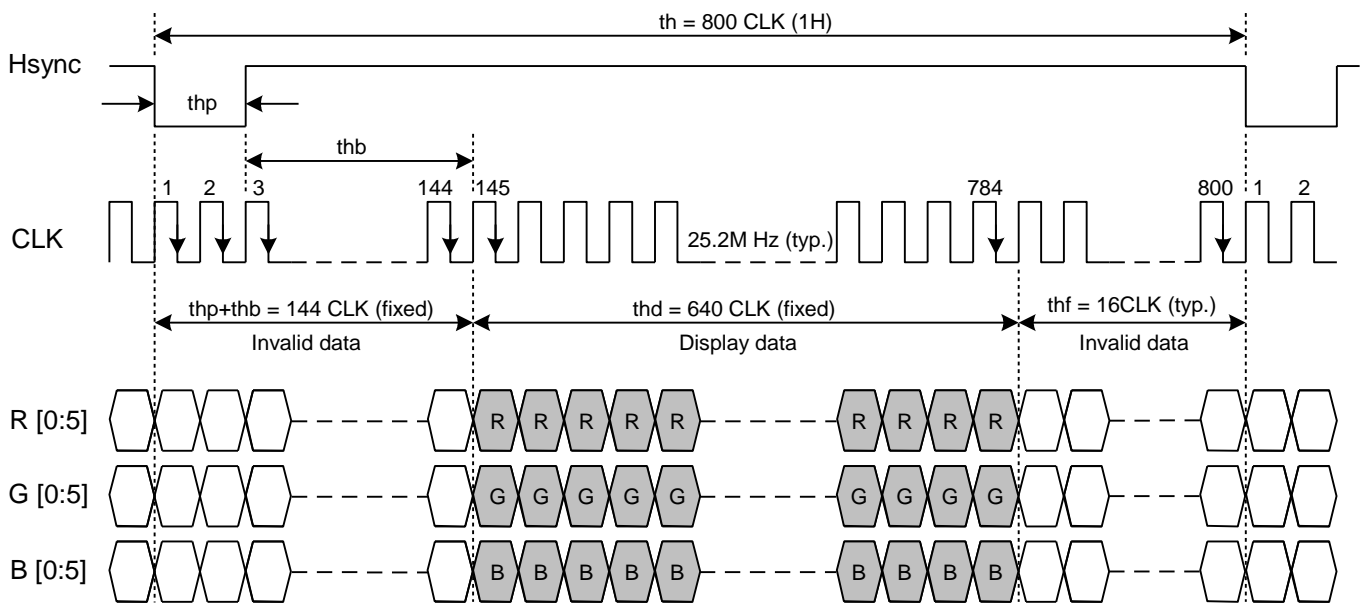 th = 800 CLK (1H)
Hsync
thp
thb
1 2 3 144 145 784 800 1 2
CLK
25.2M Hz (typ.)
thp+thb = 144 CLK (fixed) thd = 640 CLK (fixed) thf = 16CLK (typ.)
Invalid data Display data Invalid data
R [0:5] R R R R R R R R R
G [0:5] G G G G G G G G G
B [0:5] B B B B B B B B B